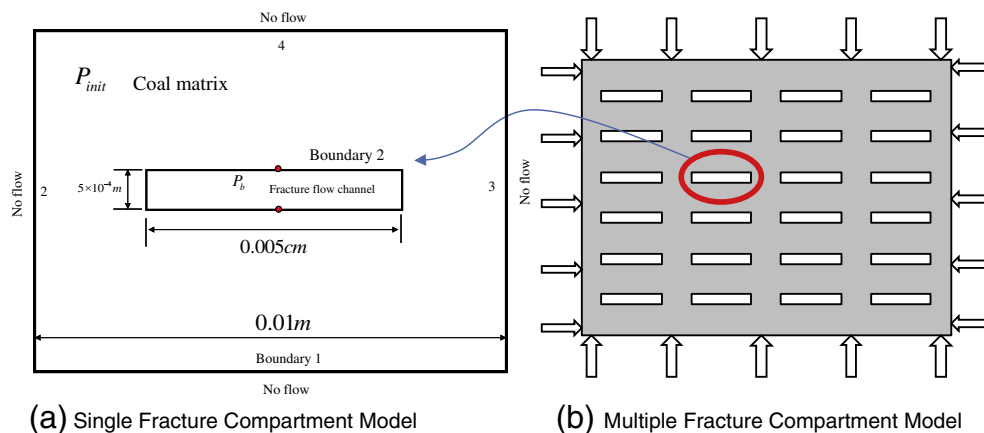 No flow
4
P_init Coal matrix
Boundary 2
5×10⁻⁴ m
P_b Fracture flow channel
2
3
No flow
No flow
0.005cm
0.01m
Boundary 1
No flow
(a) Single Fracture Compartment Model
(b) Multiple Fracture Compartment Model